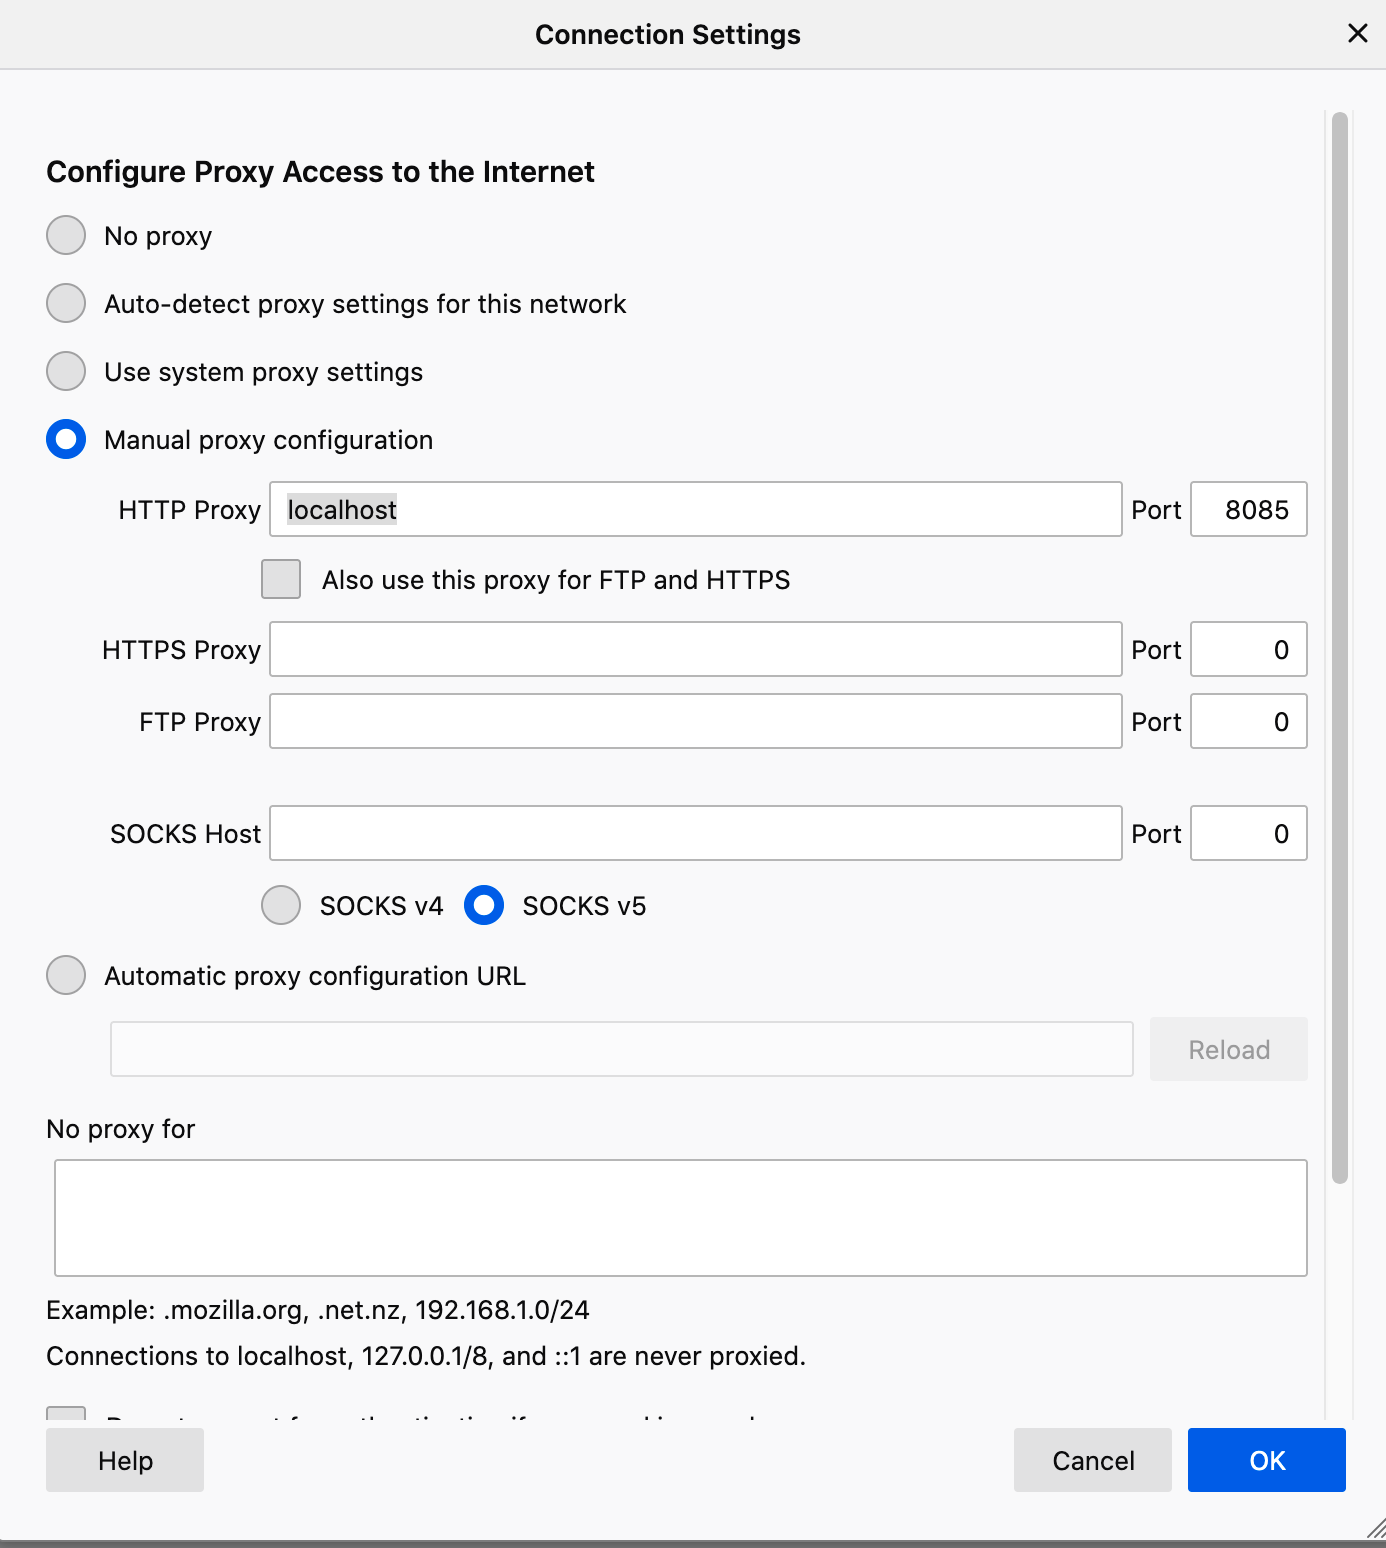 Connection Settings
Configure Proxy Access to the Internet
No proxy
Auto-detect proxy settings for this network
Use system proxy settings
Manual proxy configuration
HTTP Proxy localhost Port 8085
Also use this proxy for FTP and HTTPS
HTTPS Proxy Port 0
FTP Proxy Port 0
SOCKS Host Port 0
SOCKS v4 SOCKS v5
Automatic proxy configuration URL
Reload
No proxy for
Example: .mozilla.org, .net.nz, 192.168.1.0/24
Connections to localhost, 127.0.0.1/8, and ::1 are never proxied.
Help Cancel OK